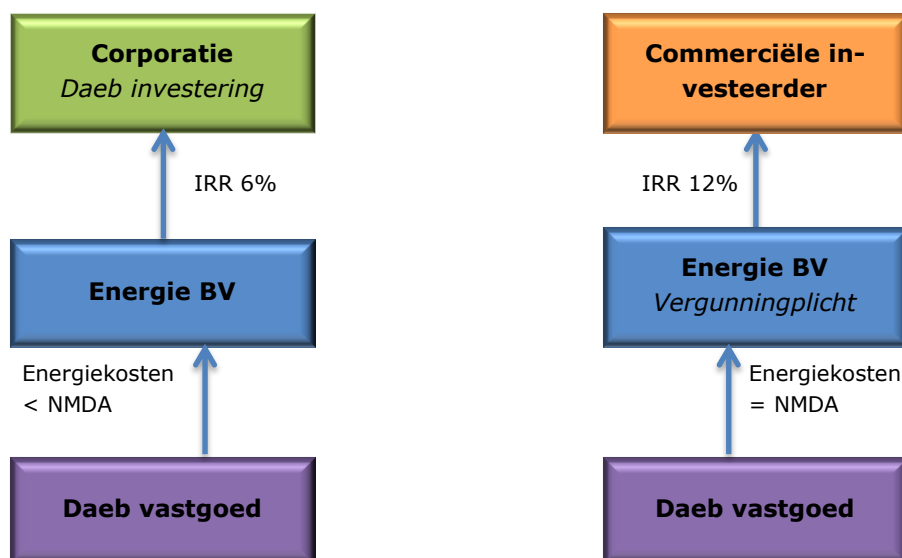 Corporatie
Daeb investering
IRR 6%
Energie BV
Energiekosten
< NMDA
Daeb vastgoed
Commerciële in-
vesteerder
IRR 12%
Energie BV
Vergunningplicht
Energiekosten
= NMDA
Daeb vastgoed